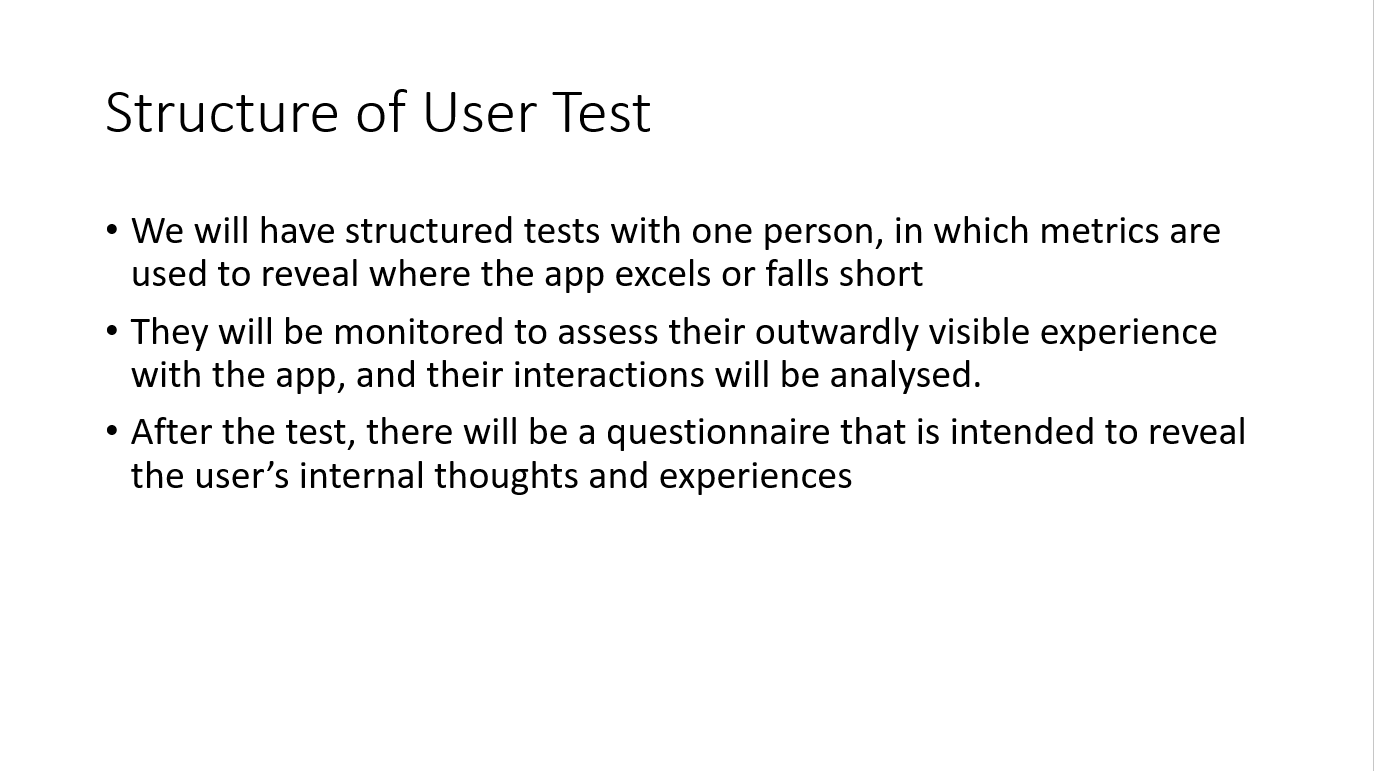 Structure of User Test
• We will have structured tests with one person, in which metrics are
used to reveal where the app excels or falls short
• They will be monitored to assess their outwardly visible experience
with the app, and their interactions will be analysed.
• After the test, there will be a questionnaire that is intended to reveal
the user’s internal thoughts and experiences